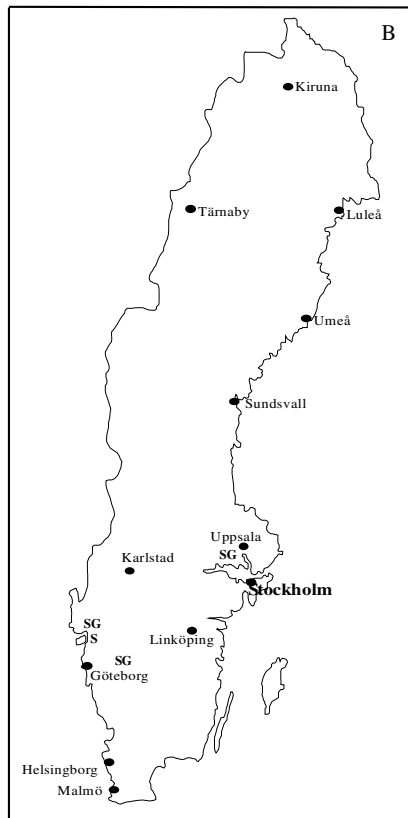 B
Kiruna
Tärnaby
Luleå
Umeå
Sundsvall
Uppsala
SG
Karlstad
Stockholm
SG
S
Linköping
SG
Göteborg
Helsingborg
Malmö